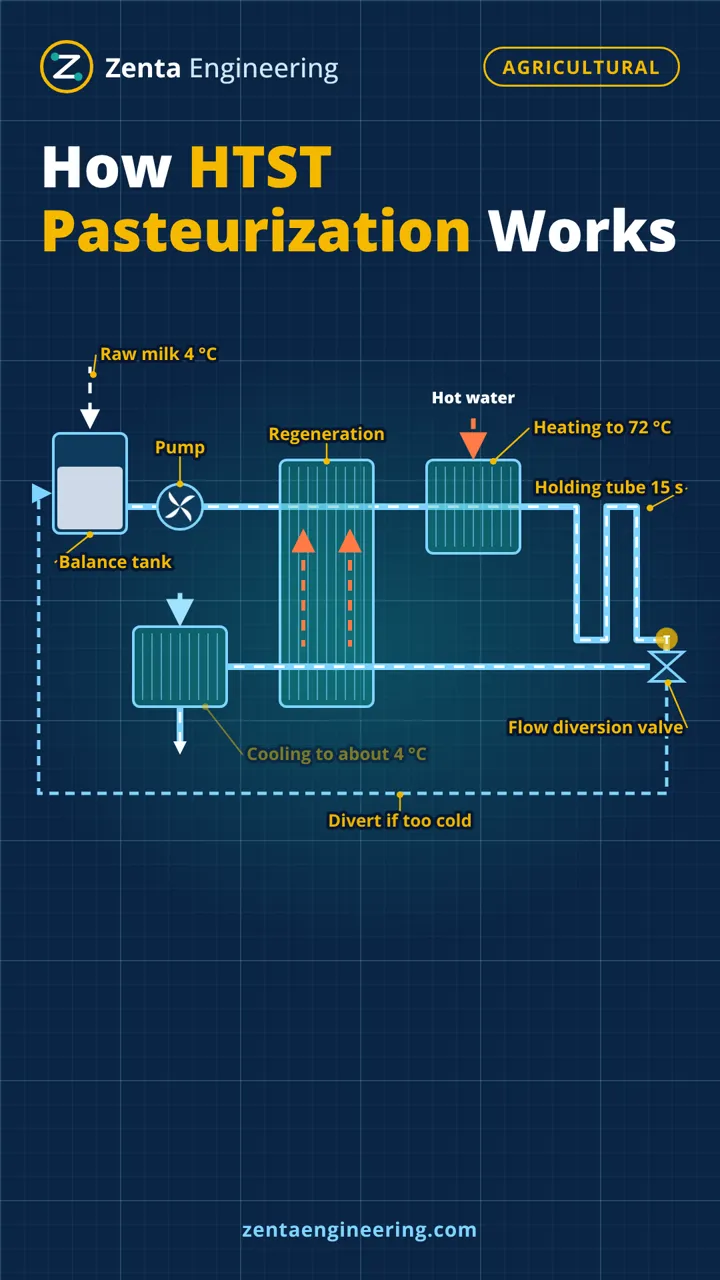 Zenta Engineering
AGRICULTURAL
How HTST
Pasteurization Works
Raw milk 4 °C
Hot water
Heating to 72 °C
Regeneration
Pump
Holding tube 15 s
Balance tank
T
Flow diversion valve
Cooling to about 4 °C
Divert if too cold
zentaengineering.com